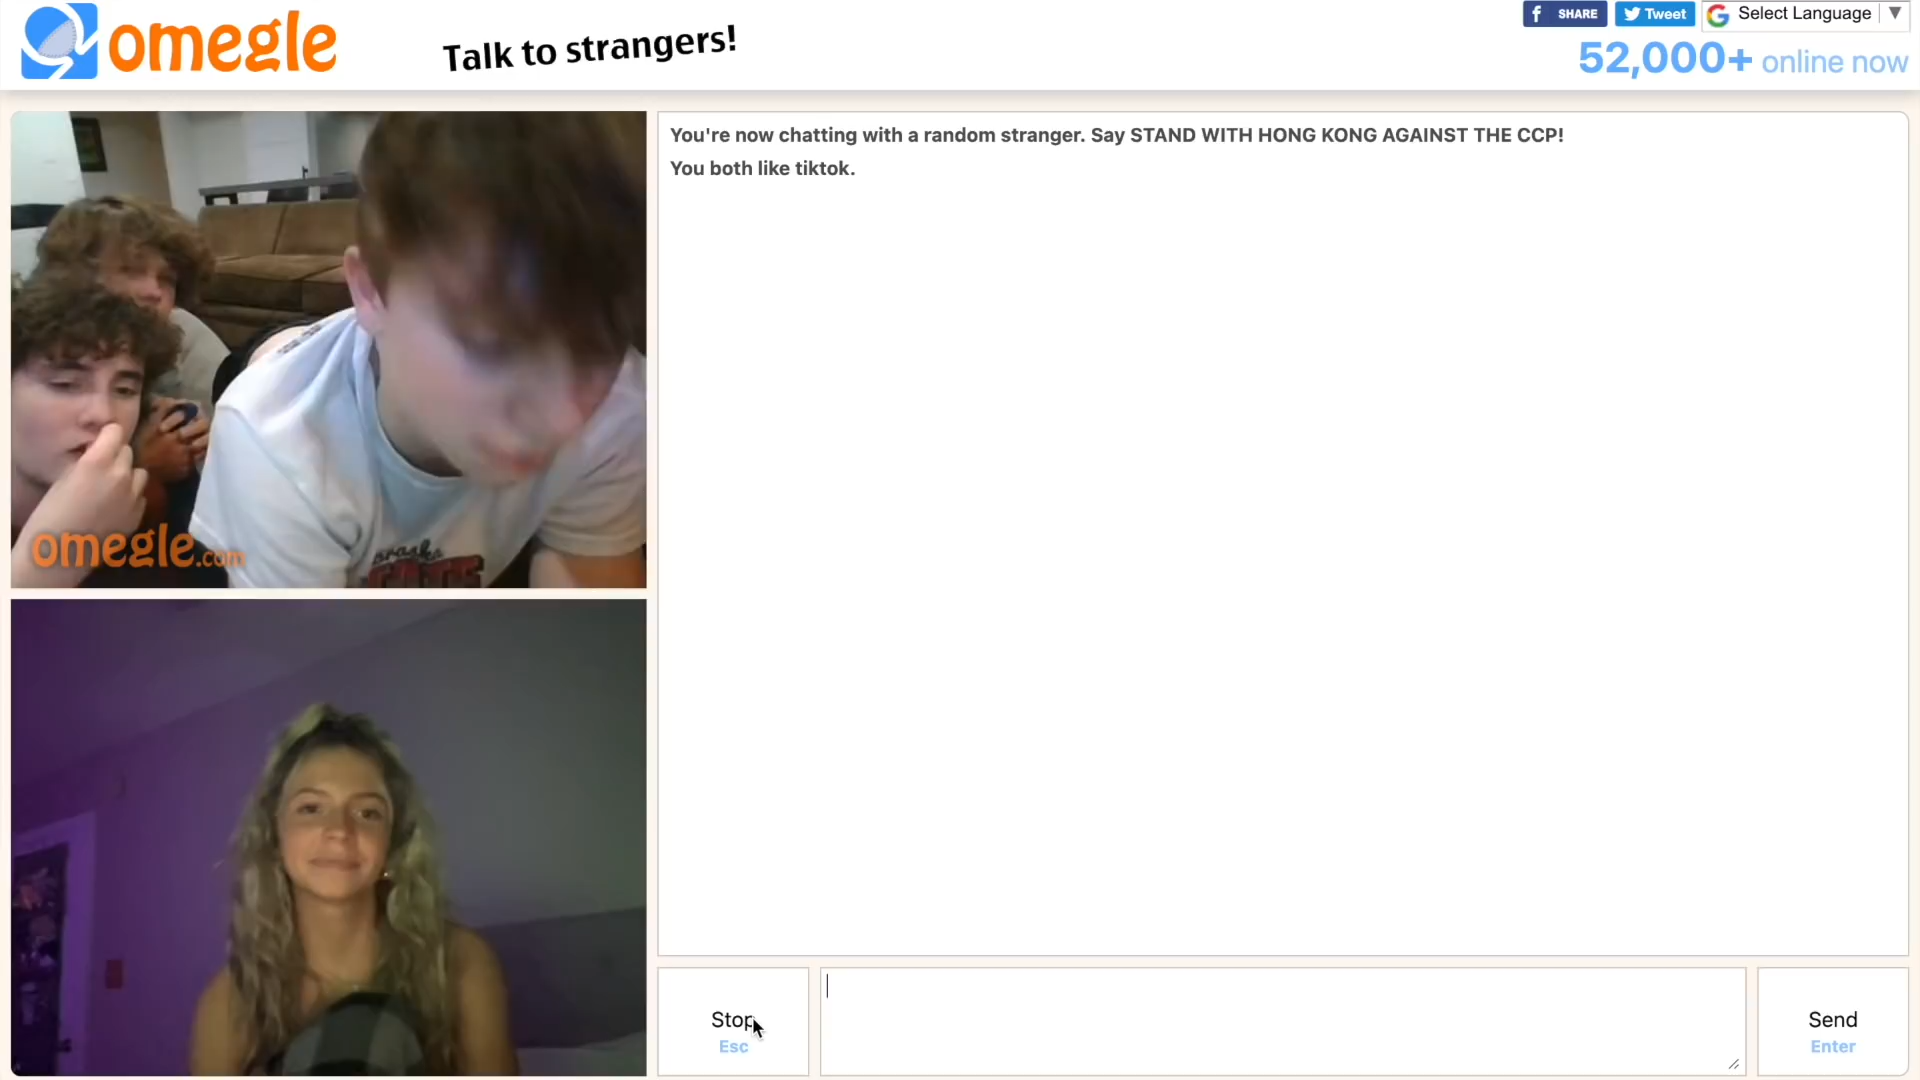 omegle
Talk to strangers!
SHARE
Tweet
Select Language
52,000+ online now
You're now chatting with a random stranger. Say STAND WITH HONG KONG AGAINST THE CCP!
You both like tiktok.
omegle.com
Stop
Esc
Send
Enter